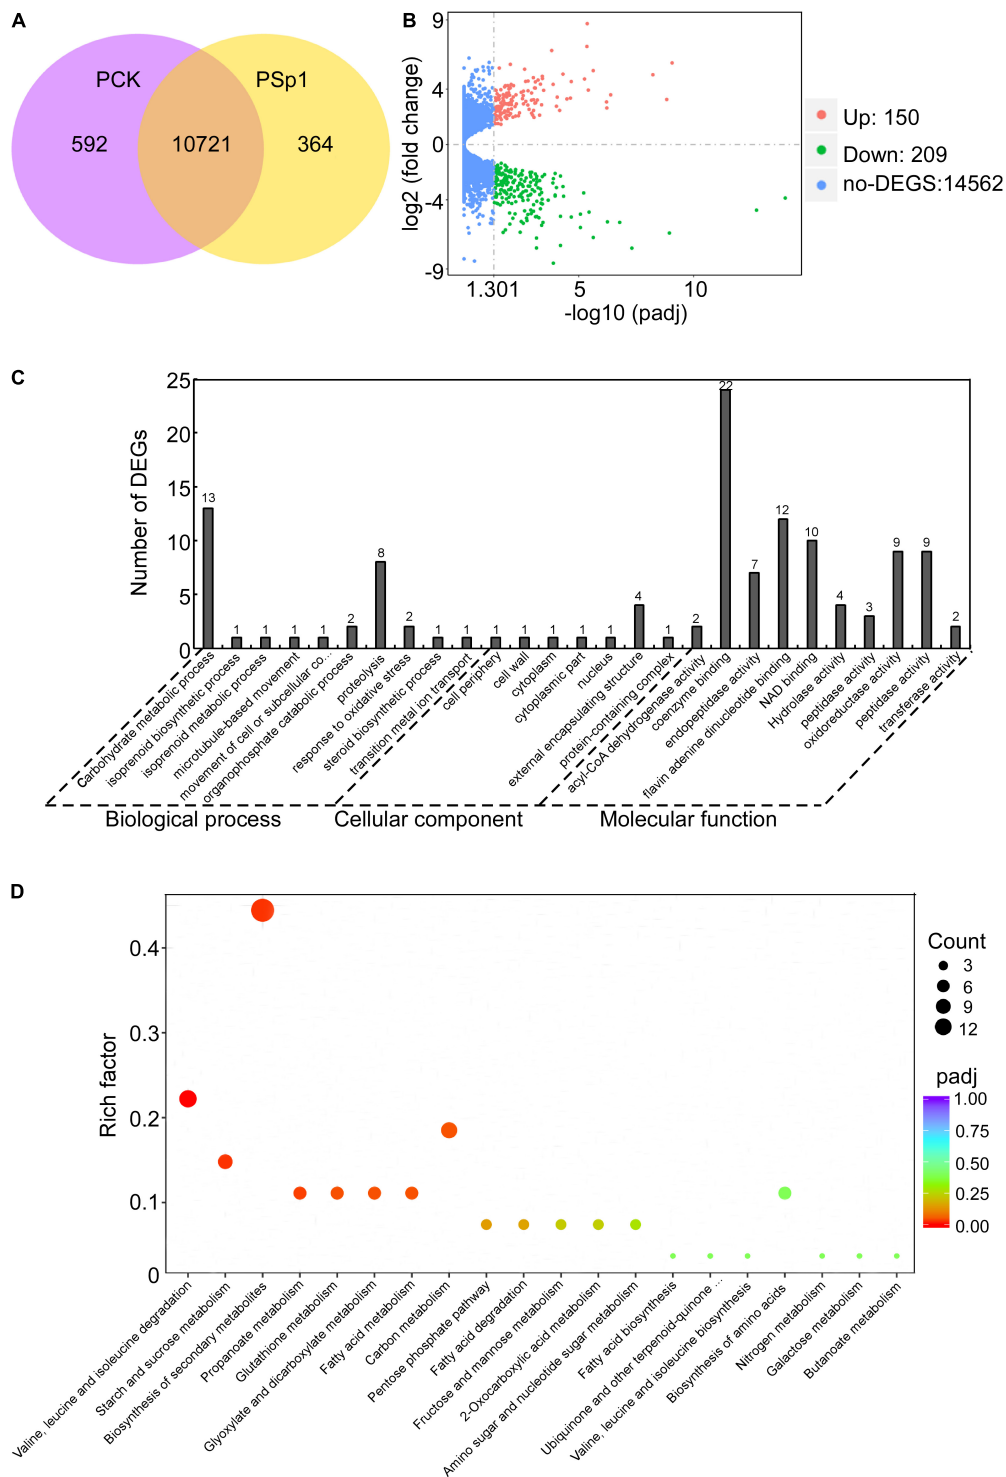 A
PCK
PSp1
592
10721
364
B
log2 (fold change)
9
4
0
-4
-9
1.301
5
10
-log10 (padj)
Up: 150
Down: 209
no-DEGS:14562
C
Number of DEGs
25
20
15
10
5
0
13
1
1
1
1
2
8
2
1
1
1
1
1
1
1
4
1
2
22
7
12
10
4
3
9
9
2
Carbohydrate metabolic process
isoprenoid biosynthetic process
isoprenoid metabolic process
microtubule-based movement
movement of cell or subcellular co...
organophosphate catabolic process
proteolysis
response to oxidative stress
steroid biosynthetic process
transition metal ion transport
cell periphery
cell wall
cytoplasm
cytoplasmic part
nucleus
external encapsulating structure
protein-containing complex
acyl-CoA dehydrogenase activity
coenzyme binding
endopeptidase activity
flavin adenine dinucleotide binding
NAD binding
Hydrolase activity
peptidase activity
oxidoreductase activity
peptidase activity
transferase activity
Biological process
Cellular component
Molecular function
D
Rich factor
0.4
0.3
0.2
0.1
0
Valine, leucine and isoleucine degradation
Starch and sucrose metabolism
Biosynthesis of secondary metabolites
Propanoate metabolism
Glutathione metabolism
Glyoxylate and dicarboxylate metabolism
Fatty acid metabolism
Carbon metabolism
Pentose phosphate pathway
Fatty acid degradation
Fructose and mannose metabolism
2-Oxocarboxylic acid metabolism
Amino sugar and nucleotide sugar metabolism
Fatty acid biosynthesis
Ubiquinone and other terpenoid-quinone ...
Valine, leucine and isoleucine biosynthesis
Biosynthesis of amino acids
Nitrogen metabolism
Galactose metabolism
Butanoate metabolism
Count
3
6
9
12
padj
1.00
0.75
0.50
0.25
0.00